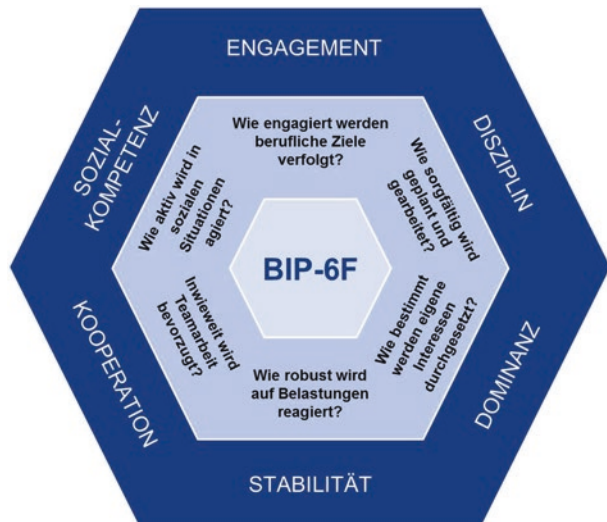 ENGAGEMENT
Wie engagiert werden
berufliche Ziele
verfolgt?
DISZIPLIN
Wie sorgfältig wird
geplant und
gearbeitet?
DOMINANZ
Wie bestimmt
werden eigene
Interessen
durchgesetzt?
STABILITÄT
Wie robust wird
auf Belastungen
reagiert?
KOOPERATION
Inwieweit wird
Teamarbeit
bevorzugt?
SOZIAL-
KOMPETENZ
Wie aktiv wird in
sozialen
Situationen
agiert?
BIP-6F